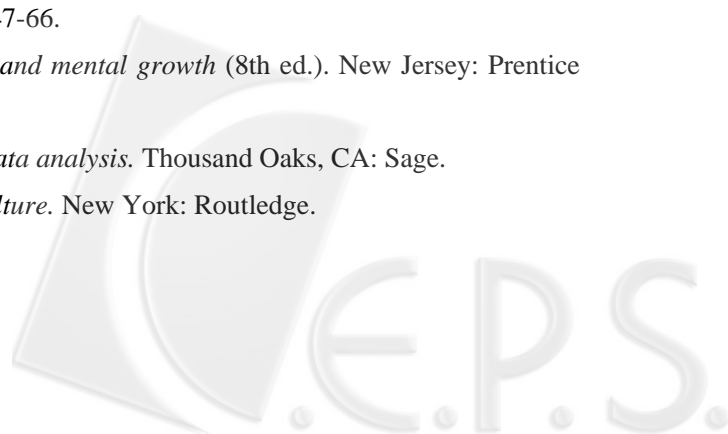 7-66.
and mental growth (8th ed.). New Jersey: Prentice
ata analysis. Thousand Oaks, CA: Sage.
lture. New York: Routledge.
C.E.P.S.